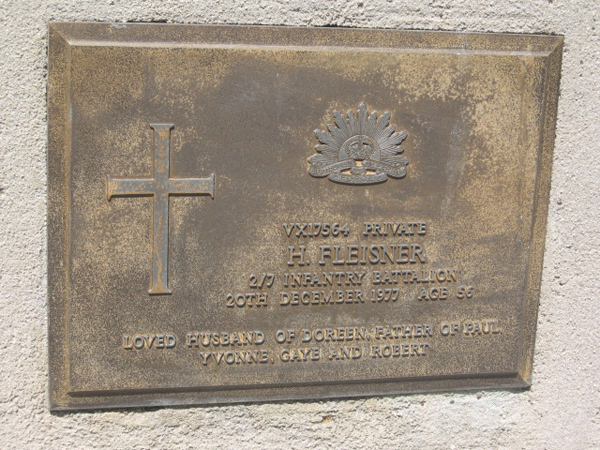 VX17564 PRIVATE
H. FLEISNER
2/7 INFANTRY BATTALION
20TH DECEMBER 1977 AGE 56
LOVED HUSBAND OF DOREEN, FATHER OF PAUL,
YVONNE, GAYE AND ROBERT